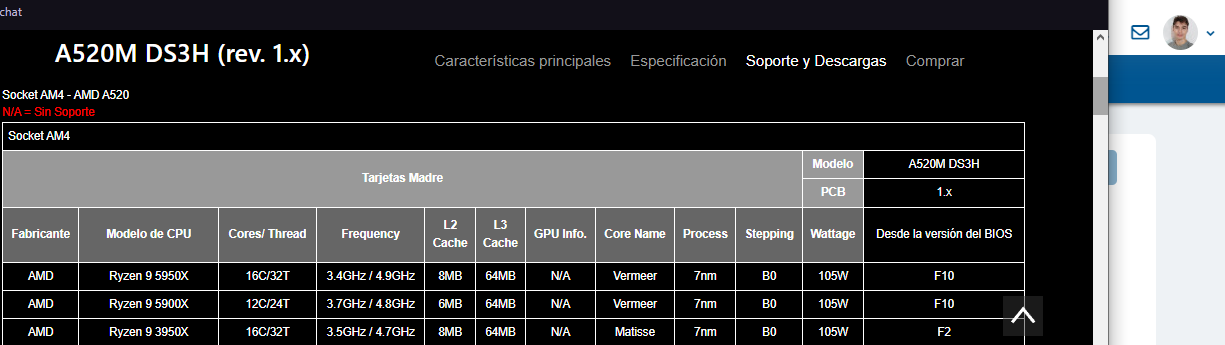 chat
A520M DS3H (rev. 1.x)
Características principales Especificación Soporte y Descargas Comprar
Socket AM4 - AMD A520
N/A = Sin Soporte
Socket AM4
Tarjetas Madre Modelo A520M DS3H
PCB 1.x
Fabricante Modelo de CPU Cores/ Thread Frequency L2 Cache L3 Cache GPU Info. Core Name Process Stepping Wattage Desde la versión del BIOS
AMD Ryzen 9 5950X 16C/32T 3.4GHz / 4.9GHz 8MB 64MB N/A Vermeer 7nm B0 105W F10
AMD Ryzen 9 5900X 12C/24T 3.7GHz / 4.8GHz 6MB 64MB N/A Vermeer 7nm B0 105W F10
AMD Ryzen 9 3950X 16C/32T 3.5GHz / 4.7GHz 8MB 64MB N/A Matisse 7nm B0 105W F2